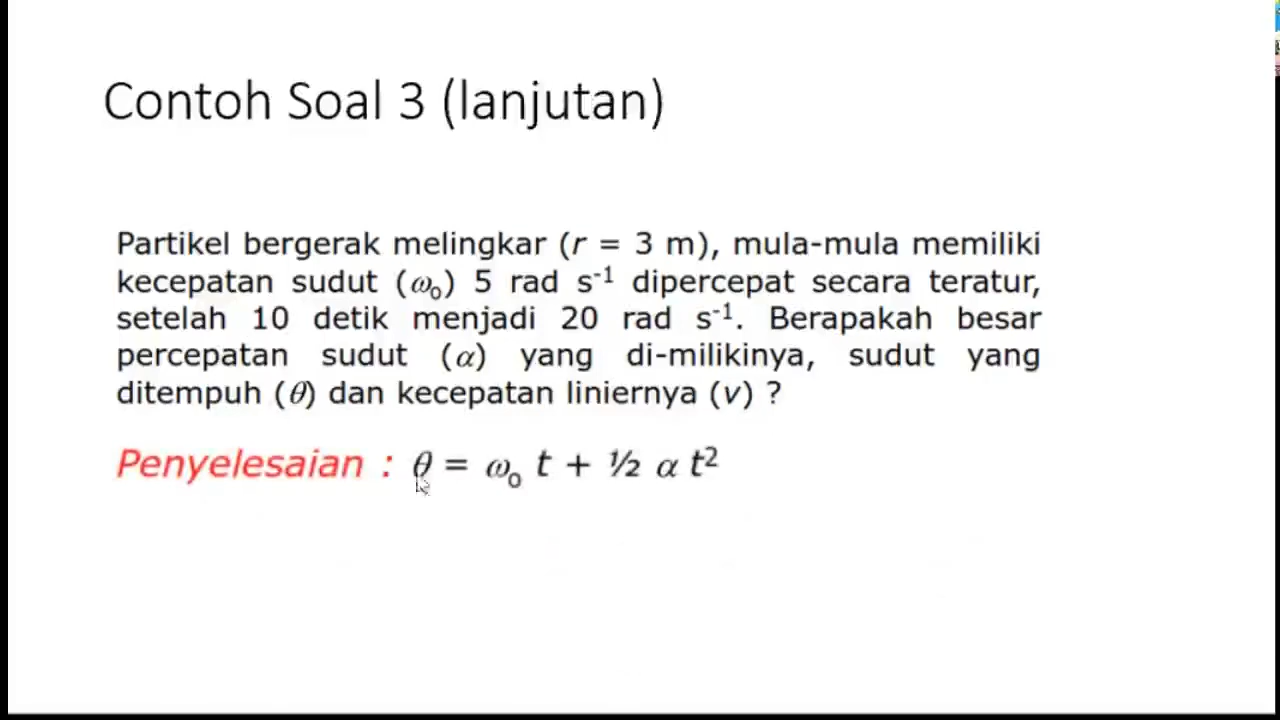 Contoh Soal 3 (lanjutan)
Partikel bergerak melingkar (r = 3 m), mula-mula memiliki
kecepatan sudut (ω₀) 5 rad s⁻¹ dipercepat secara teratur,
setelah 10 detik menjadi 20 rad s⁻¹. Berapakah besar
percepatan sudut (α) yang di-milikinya, sudut yang
ditempuh (θ) dan kecepatan liniernya (v) ?
Penyelesaian : θ = ω₀ t + ½ α t²